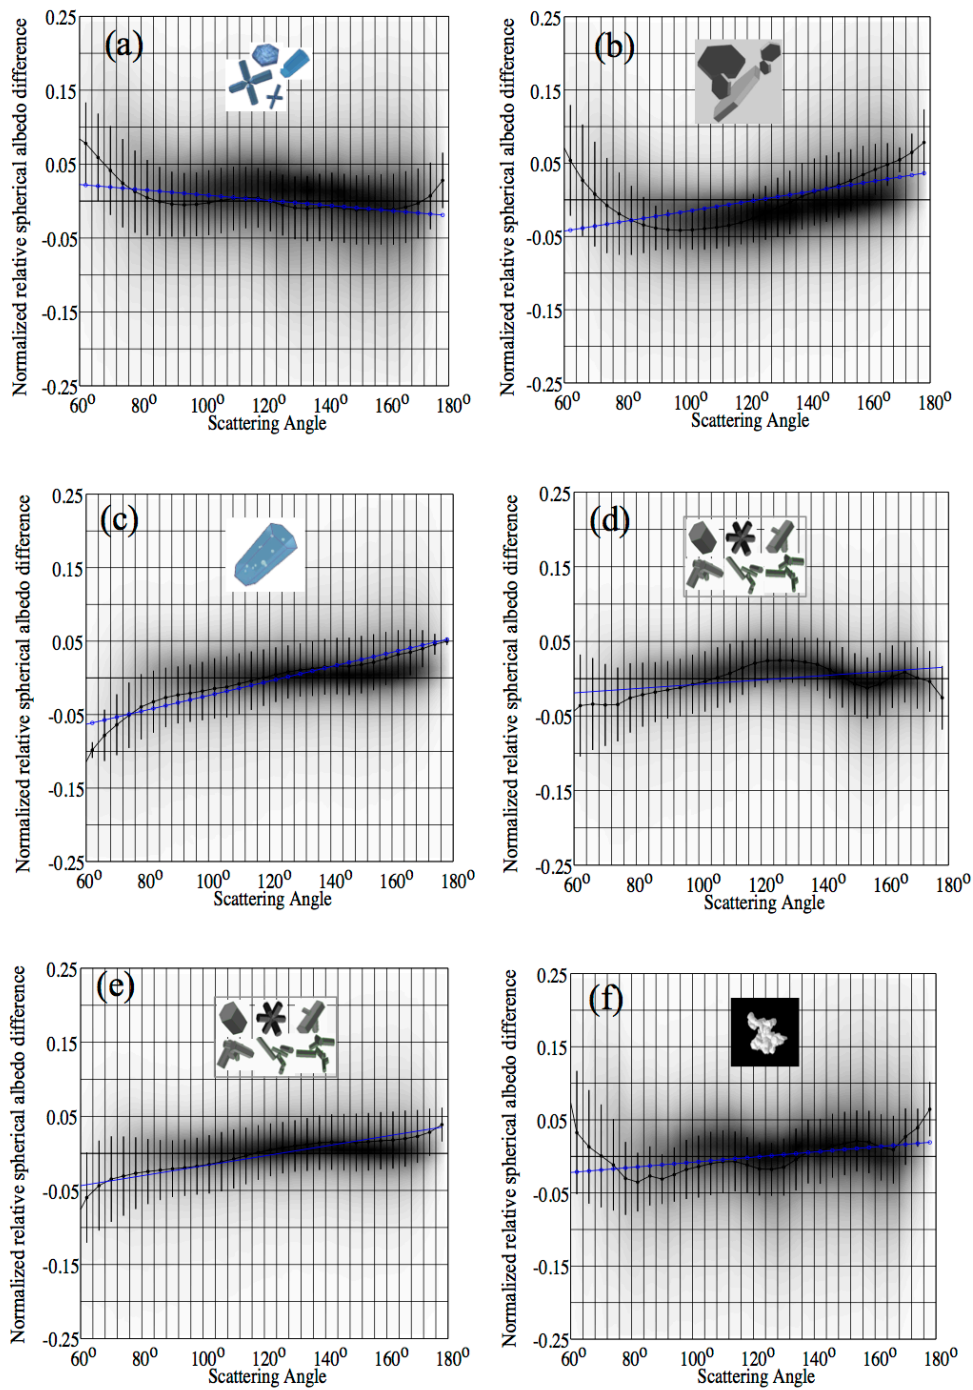 (a)
Normalized relative spherical albedo difference
0.25
0.15
0.05
-0.05
-0.15
-0.25
60⁰ 80⁰ 100⁰ 120⁰ 140⁰ 160⁰ 180⁰
Scattering Angle
(b)
Normalized relative spherical albedo difference
0.25
0.15
0.05
-0.05
-0.15
-0.25
60⁰ 80⁰ 100⁰ 120⁰ 140⁰ 160⁰ 180⁰
Scattering Angle
(c)
Normalized relative spherical albedo difference
0.25
0.15
0.05
-0.05
-0.15
-0.25
60⁰ 80⁰ 100⁰ 120⁰ 140⁰ 160⁰ 180⁰
Scattering Angle
(d)
Normalized relative spherical albedo difference
0.25
0.15
0.05
-0.05
-0.15
-0.25
60⁰ 80⁰ 100⁰ 120⁰ 140⁰ 160⁰ 180⁰
Scattering Angle
(e)
Normalized relative spherical albedo difference
0.25
0.15
0.05
-0.05
-0.15
-0.25
60⁰ 80⁰ 100⁰ 120⁰ 140⁰ 160⁰ 180⁰
Scattering Angle
(f)
Normalized relative spherical albedo difference
0.25
0.15
0.05
-0.05
-0.15
-0.25
60⁰ 80⁰ 100⁰ 120⁰ 140⁰ 160⁰ 180⁰
Scattering Angle